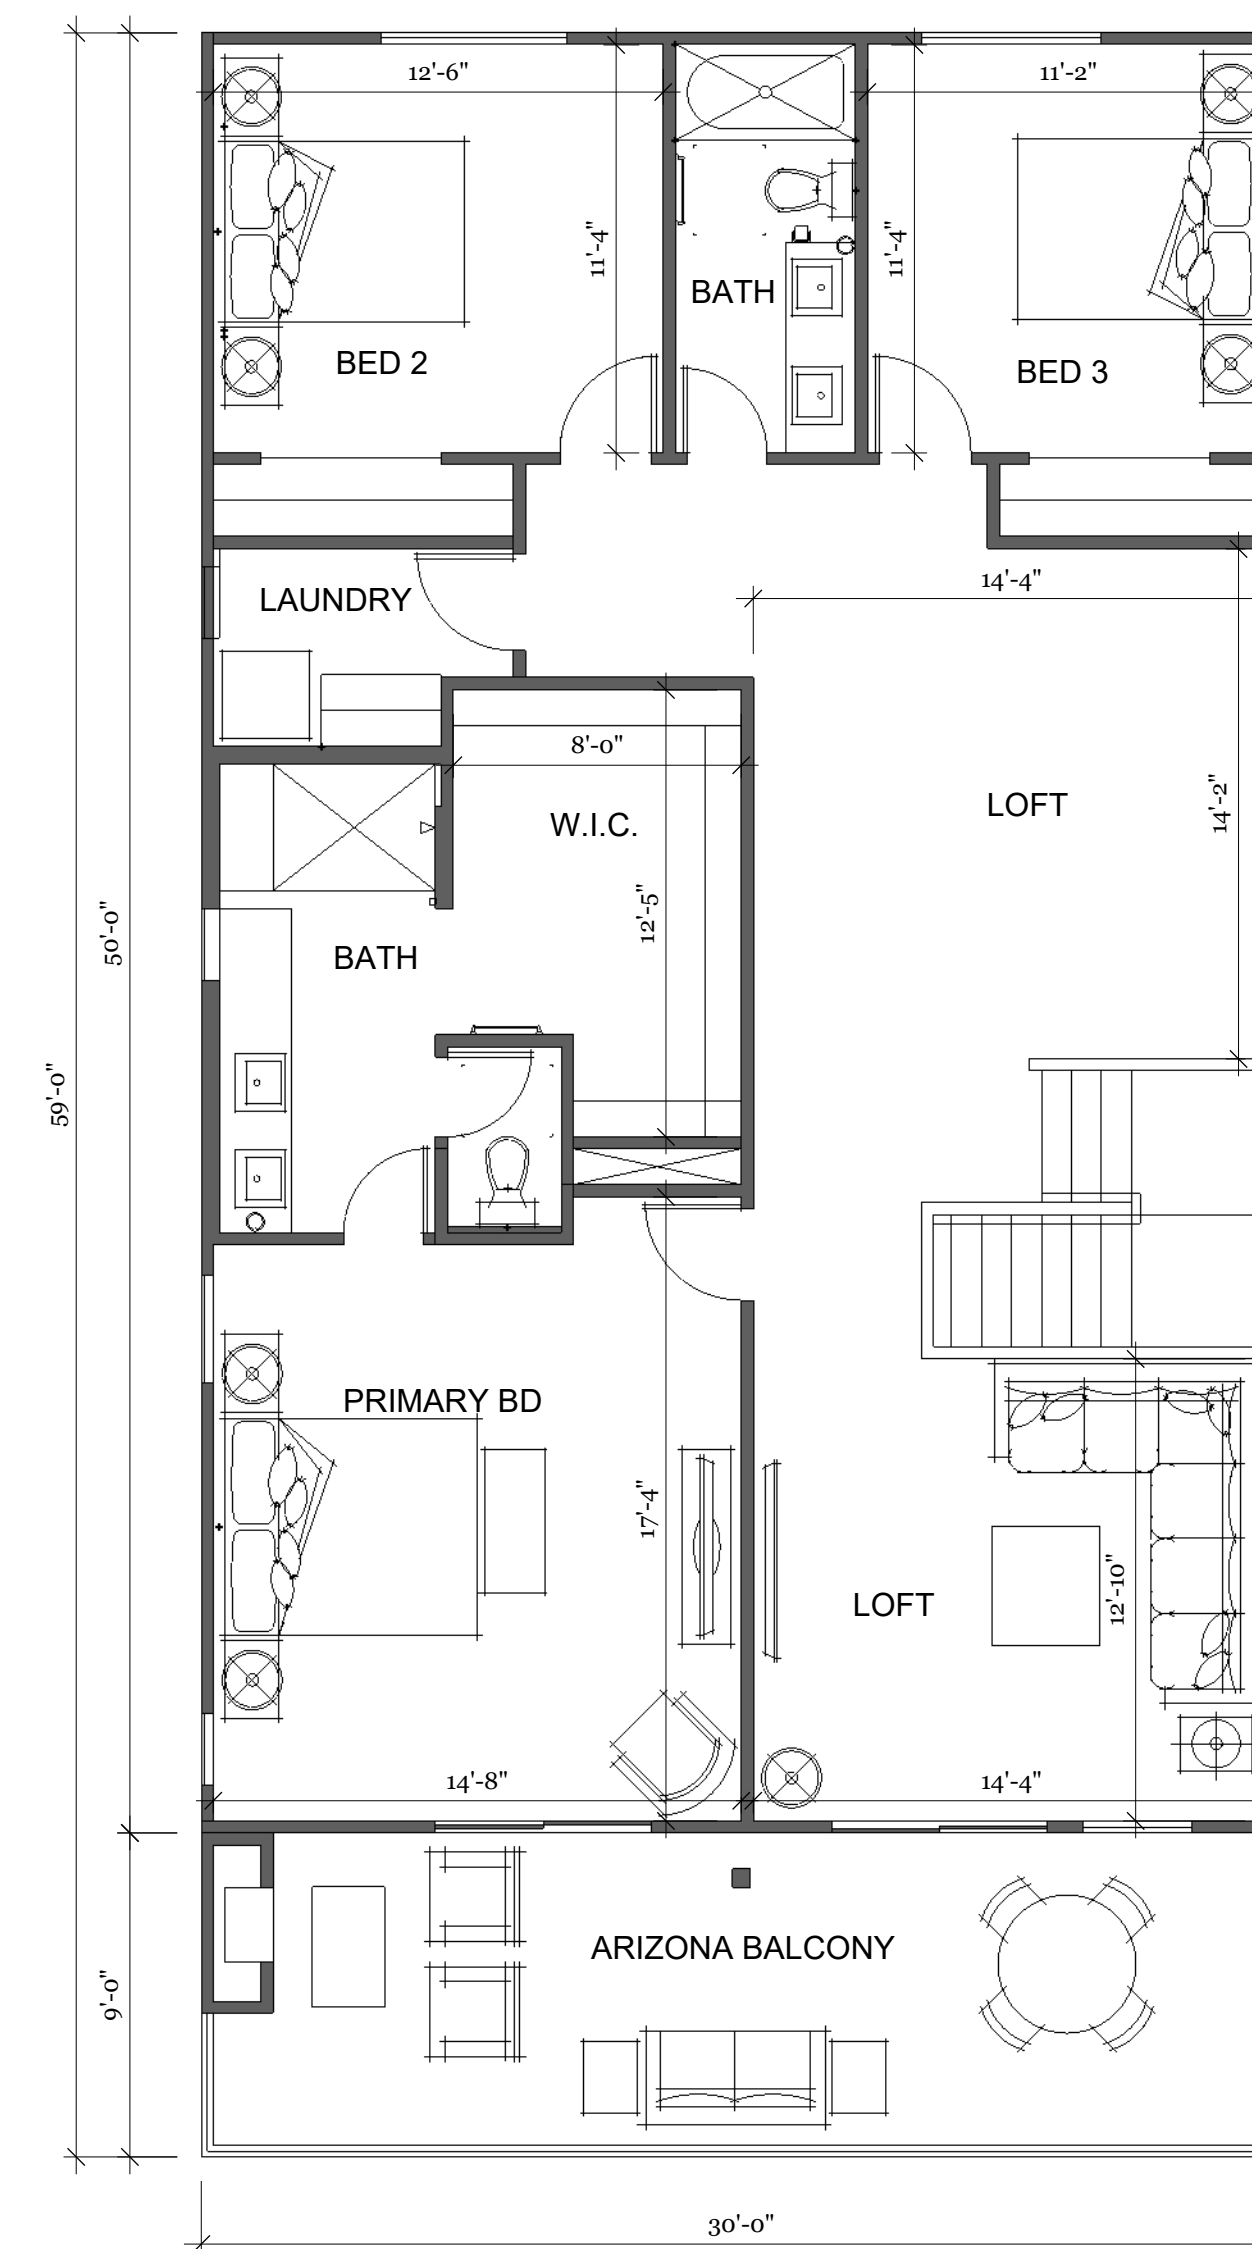 12'-6"
11'-2"
11'-4"
11'-4"
BATH
BED 2
BED 3
14'-4"
LAUNDRY
8'-0"
14'-2"
LOFT
W.I.C.
12'-5"
50'-0"
BATH
59'-0"
PRIMARY BD
17'-4"
12'-10"
LOFT
14'-8"
14'-4"
ARIZONA BALCONY
9'-0"
30'-0"